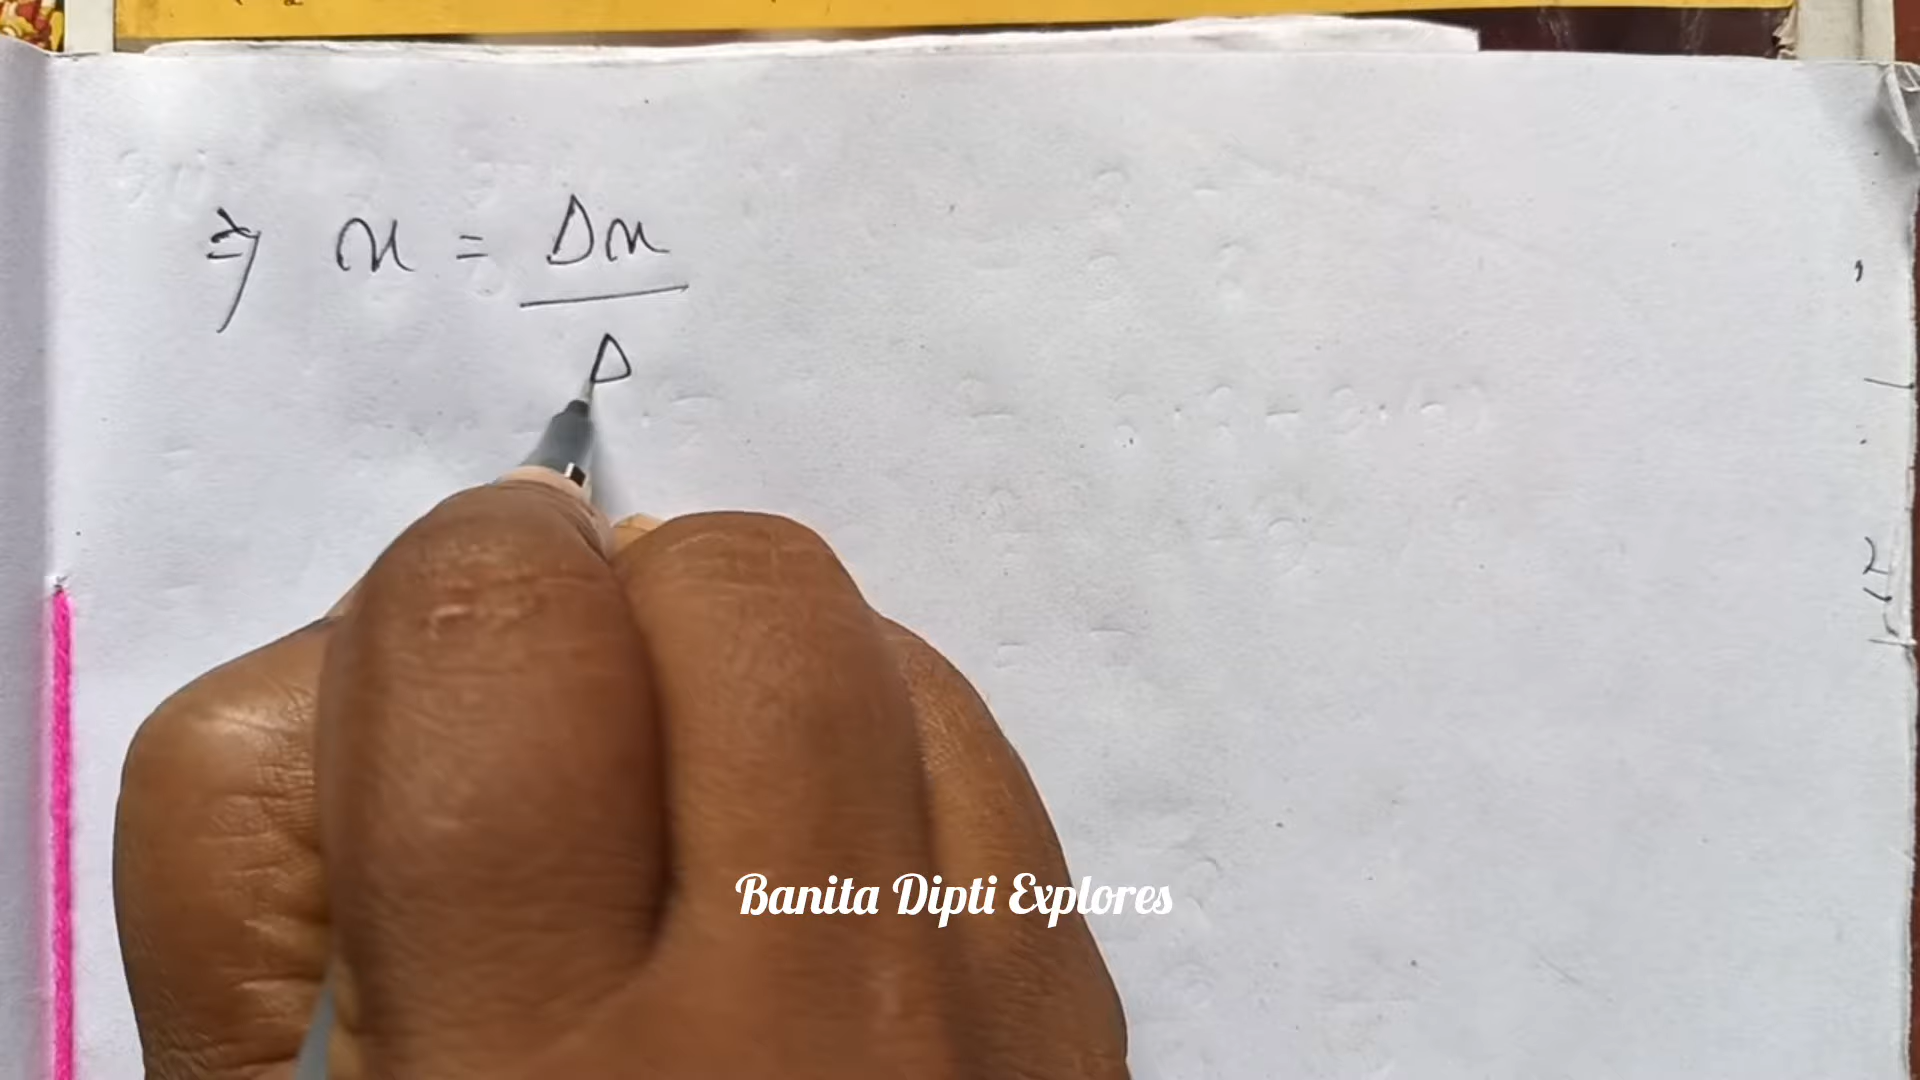 ⇒ x = Δx
Δ
Banita Dipti Explores